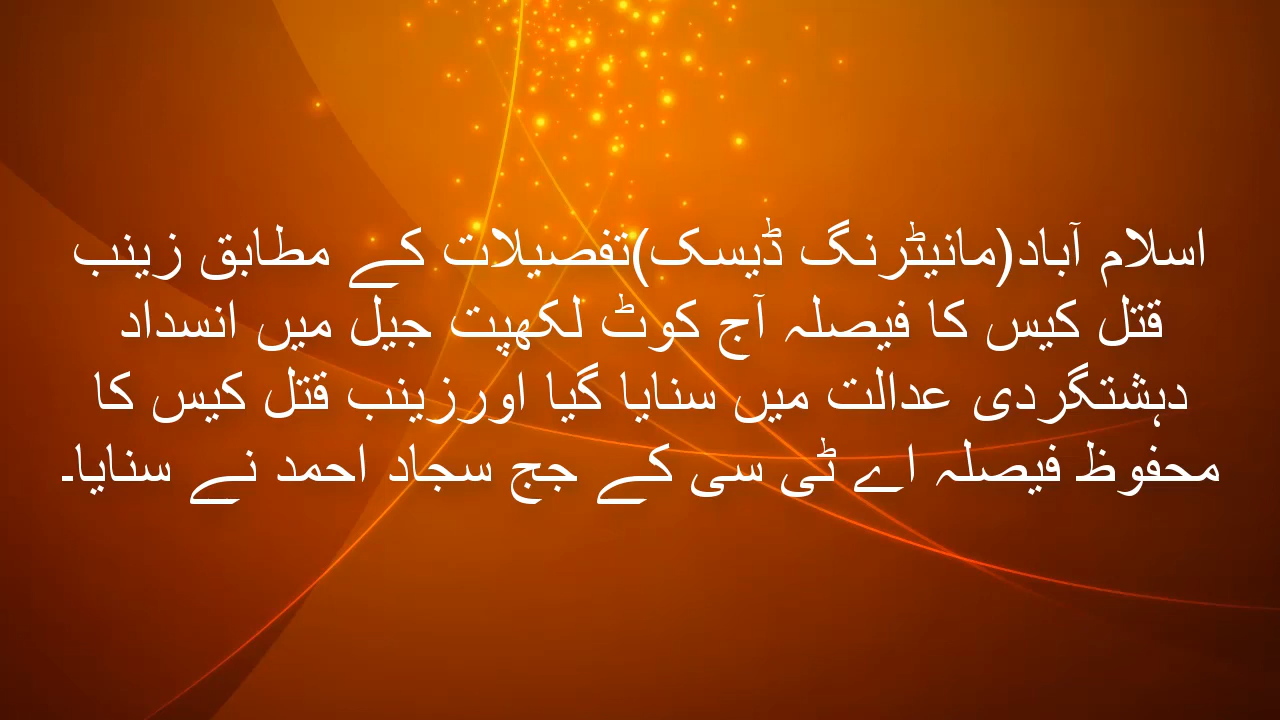 اسلام آباد(مانیٹرنگ ڈیسک)تفصیلات کے مطابق زینب
قتل کیس کا فیصلہ آج کوٹ لکھپت جیل میں انسداد
دہشتگردی عدالت میں سنایا گیا اورزینب قتل کیس کا
محفوظ فیصلہ اے ٹی سی کے جج سجاد احمد نے سنایا۔